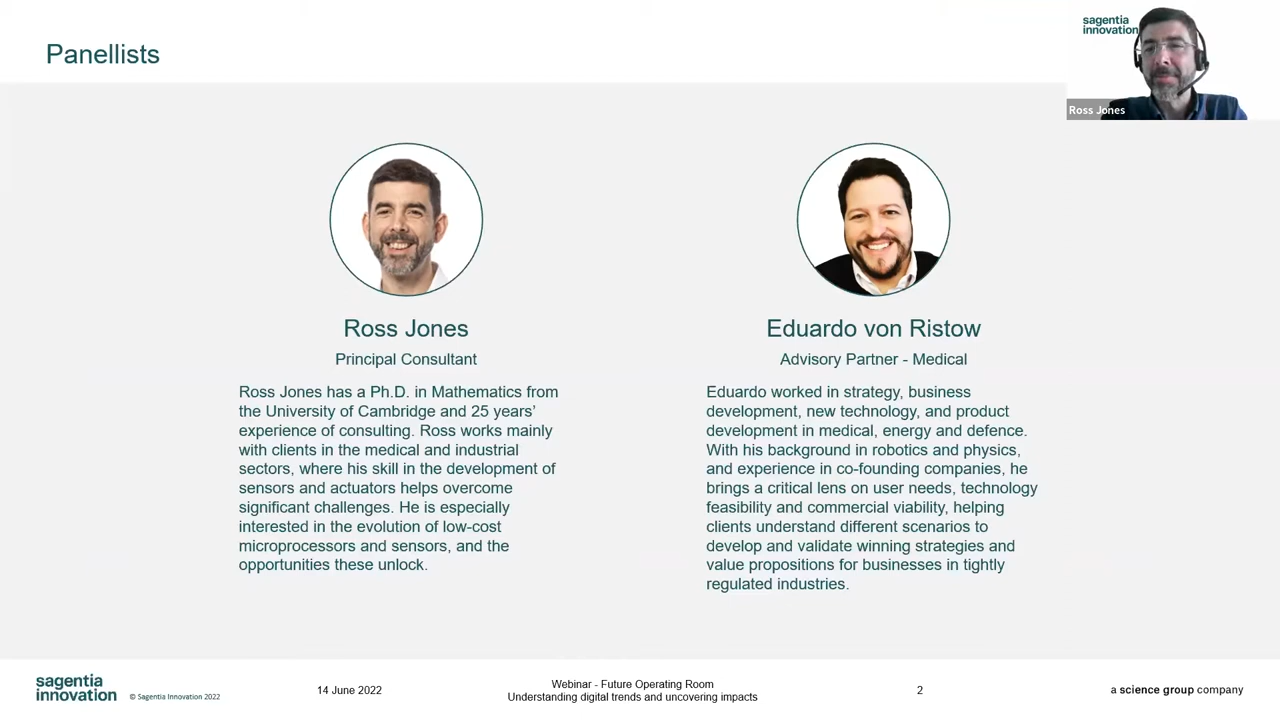 Panellists
sagentia
innovation
Ross Jones
Ross Jones
Principal Consultant
Ross Jones has a Ph.D. in Mathematics from
the University of Cambridge and 25 years’
experience of consulting. Ross works mainly
with clients in the medical and industrial
sectors, where his skill in the development of
sensors and actuators helps overcome
significant challenges. He is especially
interested in the evolution of low-cost
microprocessors and sensors, and the
opportunities these unlock.
Eduardo von Ristow
Advisory Partner - Medical
Eduardo worked in strategy, business
development, new technology, and product
development in medical, energy and defence.
With his background in robotics and physics,
and experience in co-founding companies, he
brings a critical lens on user needs, technology
feasibility and commercial viability, helping
clients understand different scenarios to
develop and validate winning strategies and
value propositions for businesses in tightly
regulated industries.
sagentia
innovation
© Sagentia Innovation 2022
14 June 2022
Webinar - Future Operating Room
Understanding digital trends and uncovering impacts
2
a science group company